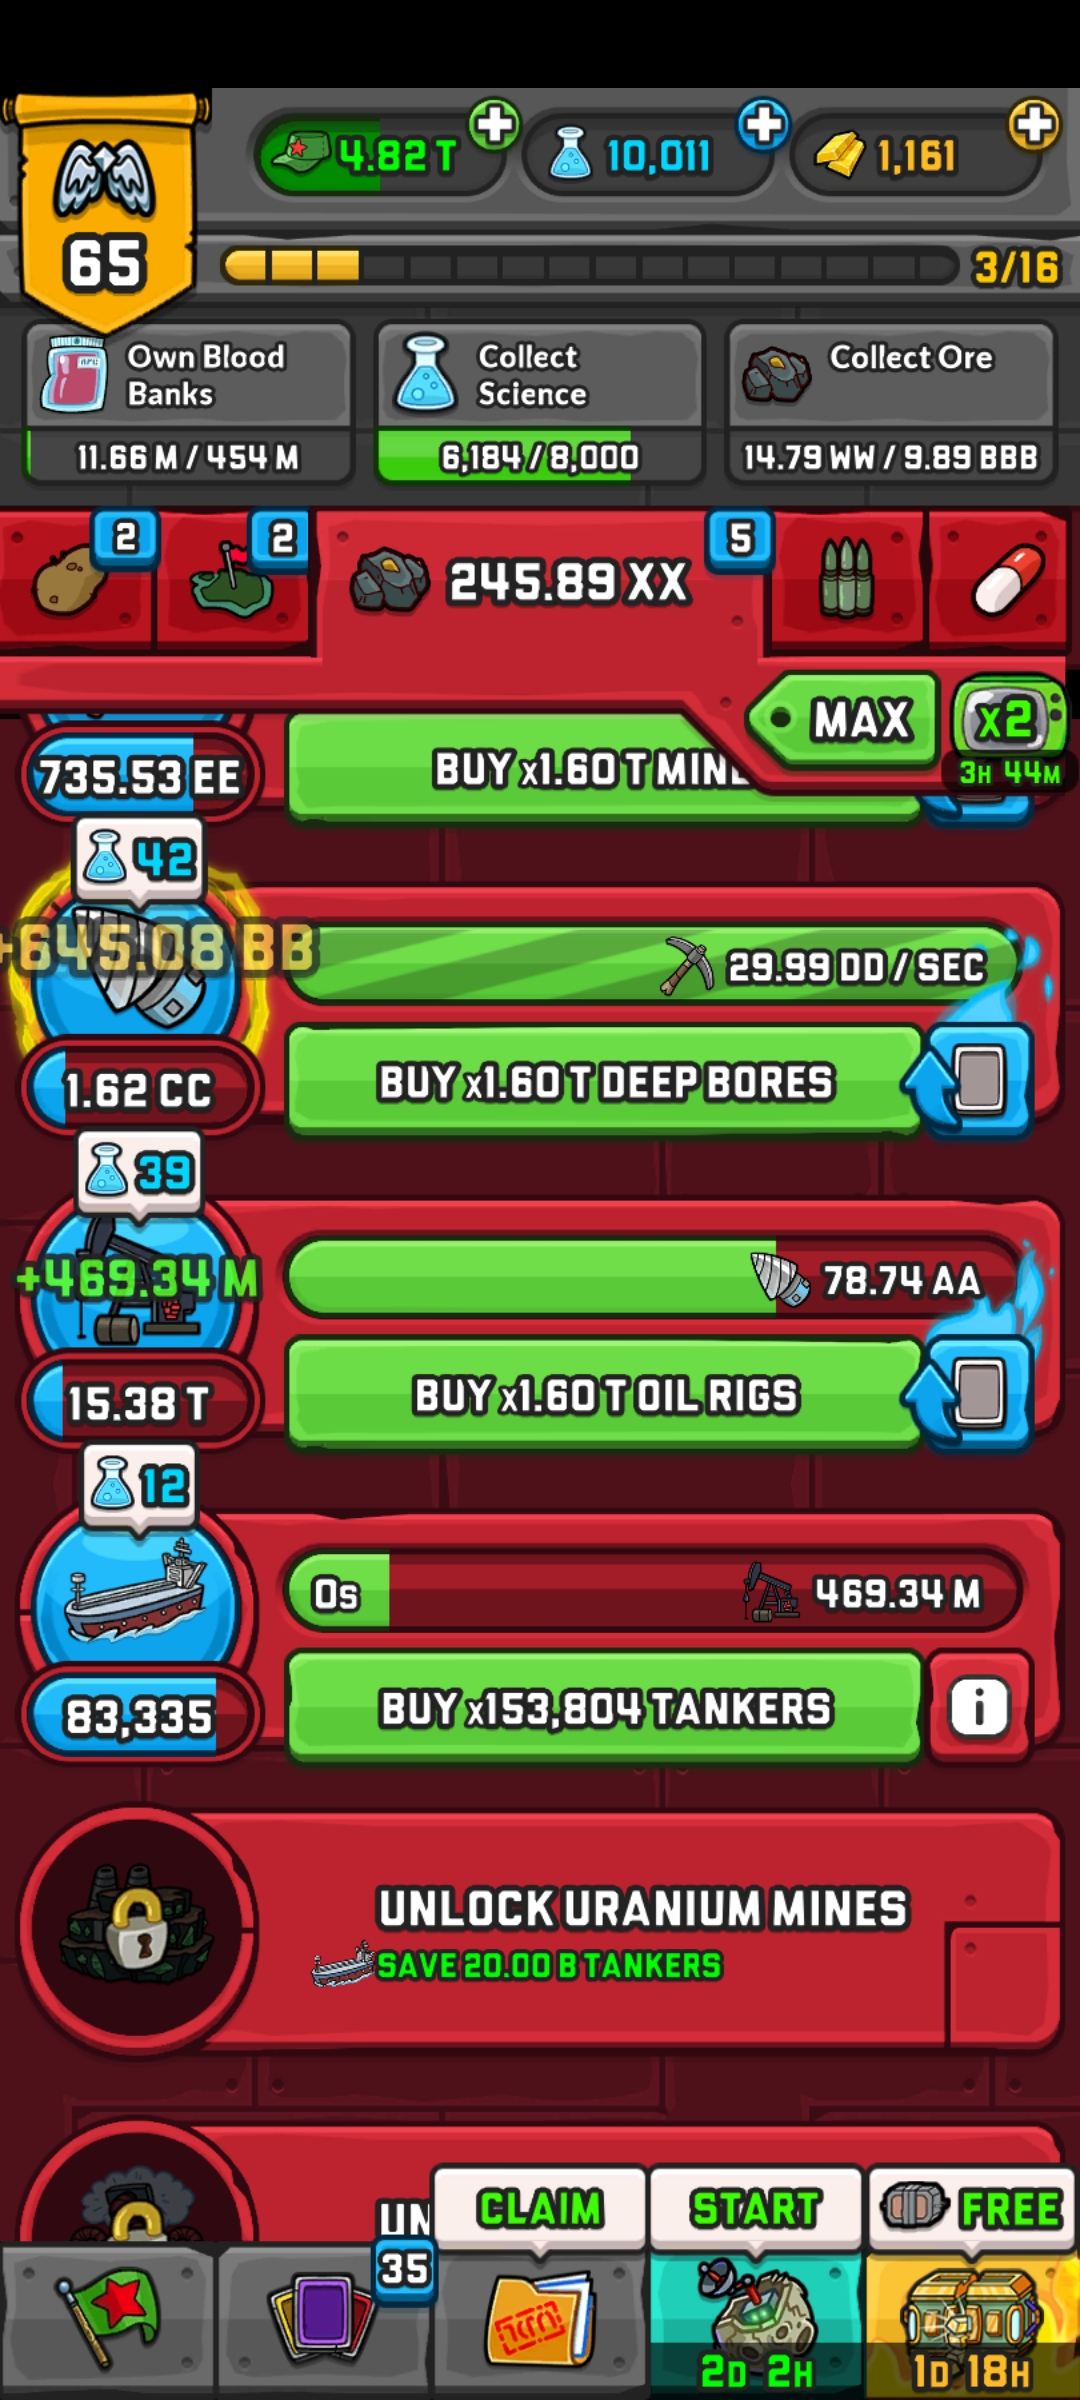 4.82 T
10,011
1,161
65
3/16
Own Blood
Banks
11.66 M / 454 M
Collect
Science
6,184 / 8,000
Collect Ore
14.79 WW / 9.89 BBB
2
2
245.89 XX
5
MAX
x2
3H 44M
735.53 EE
BUY x1.60 T MINE
42
+645.08 BB
29.99 DD / SEC
1.62 CC
BUY x1.60 T DEEP BORES
39
+469.34 M
78.74 AA
15.38 T
BUY x1.60 T OIL RIGS
12
0s
469.34 M
83,335
BUY x153,804 TANKERS
i
UNLOCK URANIUM MINES
SAVE 20.00 B TANKERS
UN
CLAIM
START
FREE
35
2D 2H
1D 18H